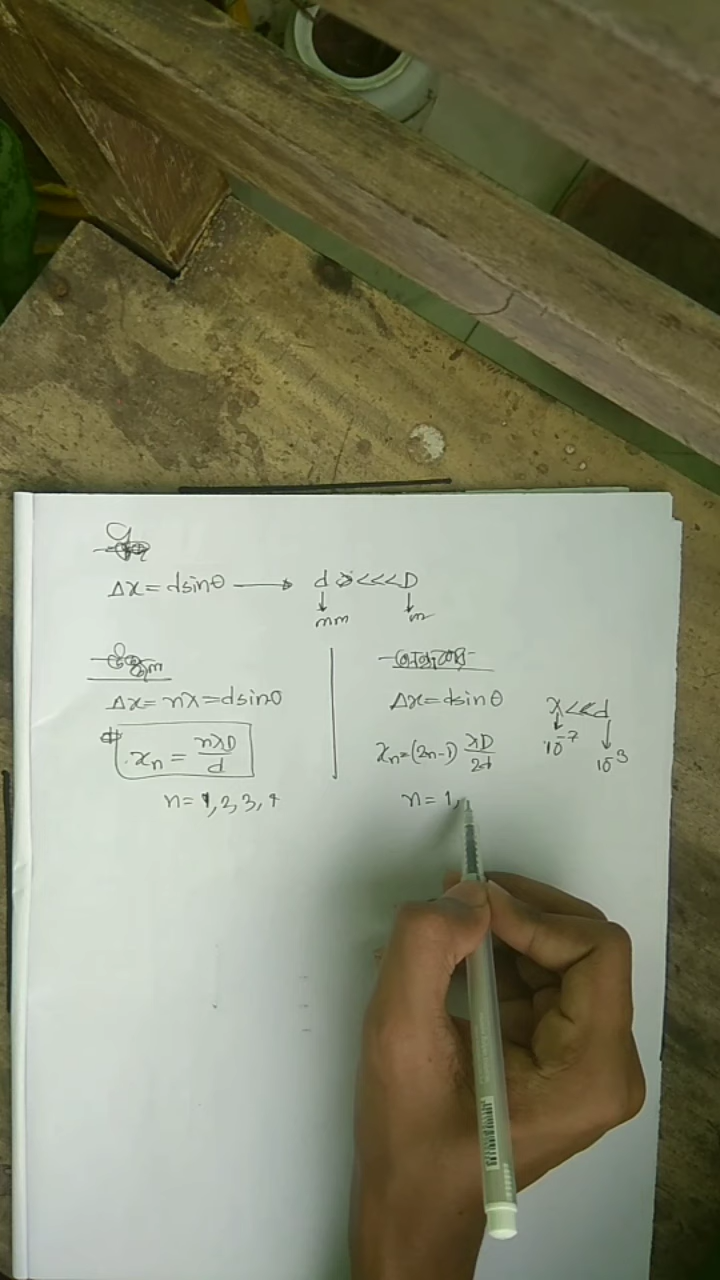 Δx = dsinθ → d <<< D
mm m
Δx = nλ = dsinθ
xₙ = nλD/d
n = 1, 2, 3, 4
Δx = dsinθ
xₙ = (2n-1) λD/2d
n = 1,
λ << d
10⁻⁷
10⁻³